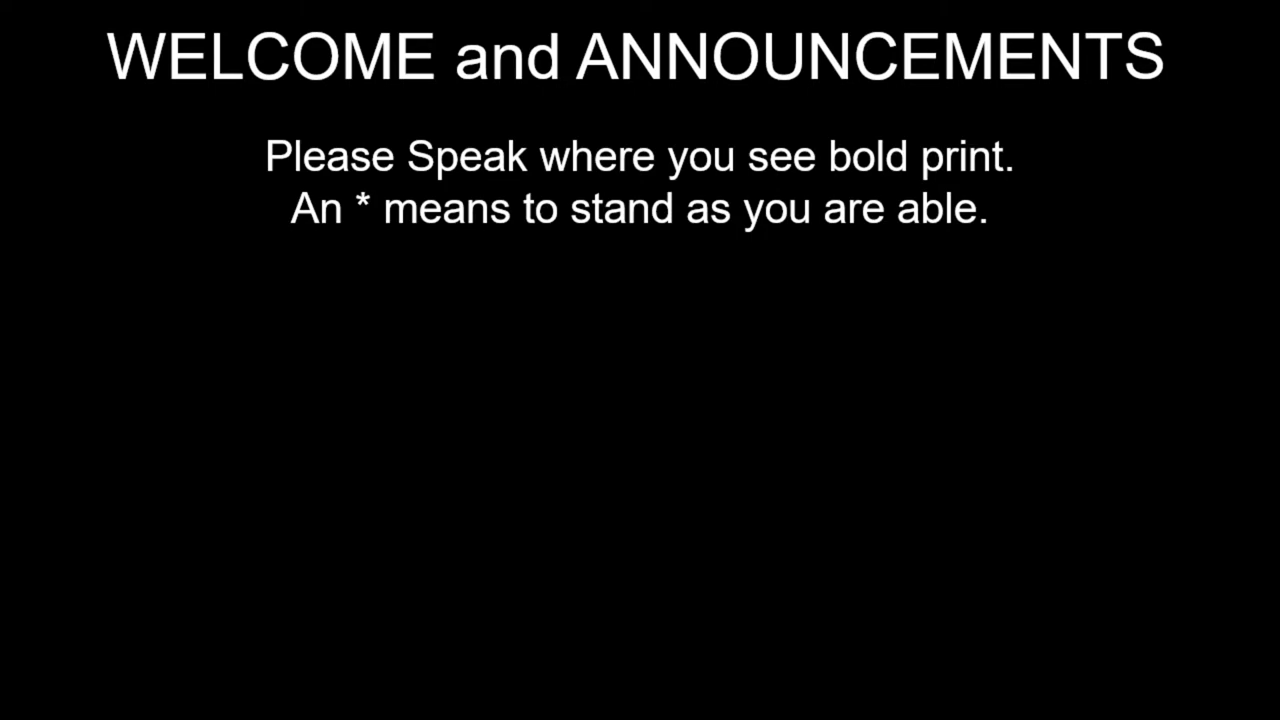 WELCOME and ANNOUNCEMENTS
Please Speak where you see bold print.
An * means to stand as you are able.